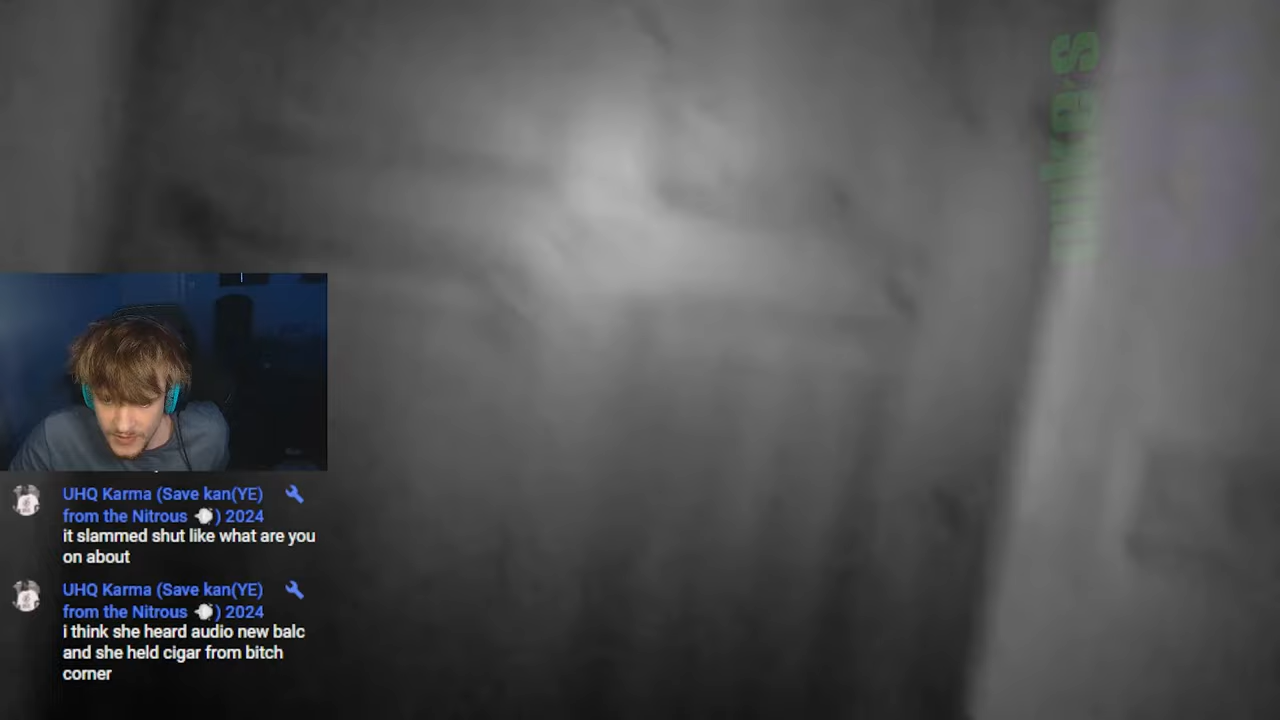 UHQ Karma (Save kan(YE)
from the Nitrous ) 2024
it slammed shut like what are you
on about
UHQ Karma (Save kan(YE)
from the Nitrous ) 2024
i think she heard audio new balc
and she held cigar from bitch
corner